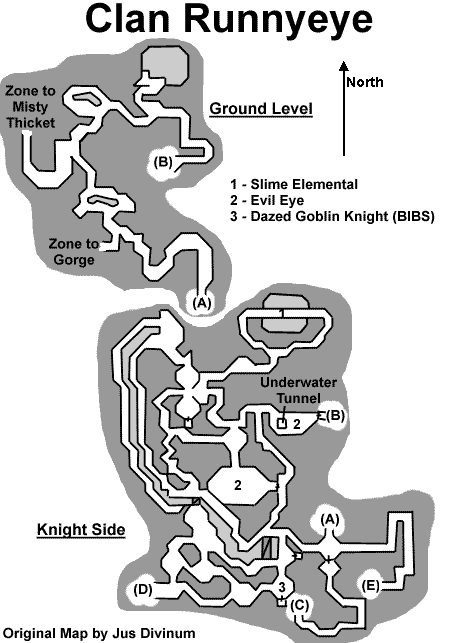 Clan Runnyeye
Zone to
Misty
Thicket
North
Ground Level
(B)
1 - Slime Elemental
2 - Evil Eye
3 - Dazed Goblin Knight (BIBS)
Zone to
Gorge
(A)
Underwater
Tunnel
2
(B)
2
Knight Side
(A)
(D)
3
(C)
(E)
Original Map by Jus Divinum